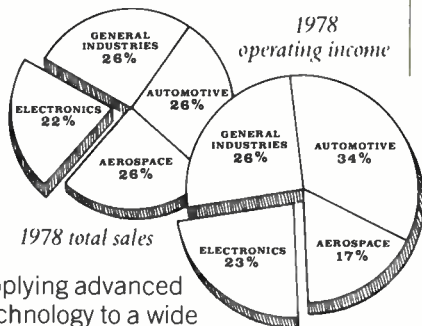 GENERAL
INDUSTRIES
26%
AUTOMOTIVE
26%
ELECTRONICS
22%
AEROSPACE
26%
1978 total sales
1978
operating income
GENERAL
INDUSTRIES
26%
AUTOMOTIVE
34%
ELECTRONICS
23%
AEROSPACE
17%
pplying advanced
chnology to a wide